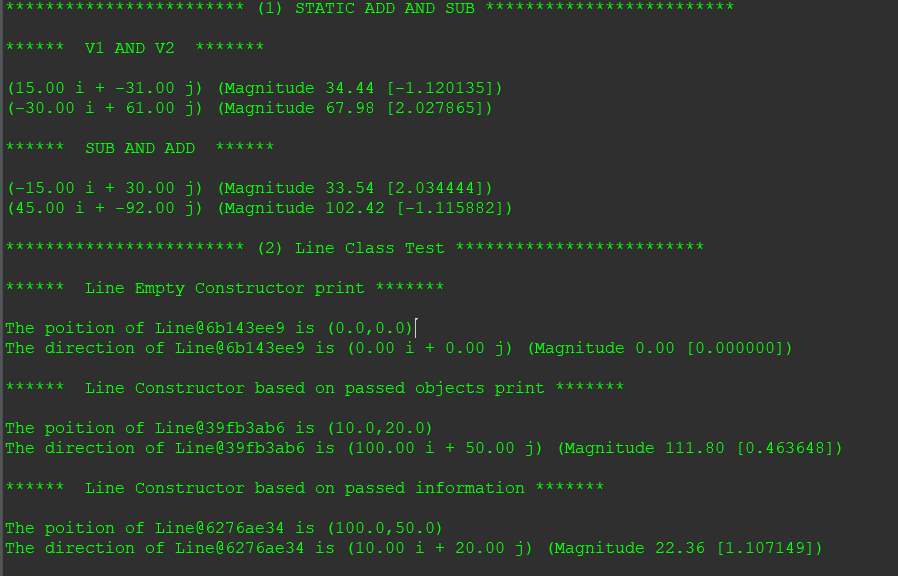 ************************ (1) STATIC ADD AND SUB *************************
****** V1 AND V2 *******
(15.00 i + -31.00 j) (Magnitude 34.44 [-1.120135])
(-30.00 i + 61.00 j) (Magnitude 67.98 [2.027865])
****** SUB AND ADD ******
(-15.00 i + 30.00 j) (Magnitude 33.54 [2.034444])
(45.00 i + -92.00 j) (Magnitude 102.42 [-1.115882])
************************ (2) Line Class Test *************************
****** Line Empty Constructor print *******
The poition of Line@6b143ee9 is (0.0,0.0)
The direction of Line@6b143ee9 is (0.00 i + 0.00 j) (Magnitude 0.00 [0.000000])
****** Line Constructor based on passed objects print *******
The poition of Line@39fb3ab6 is (10.0,20.0)
The direction of Line@39fb3ab6 is (100.00 i + 50.00 j) (Magnitude 111.80 [0.463648])
****** Line Constructor based on passed information *******
The poition of Line@6276ae34 is (100.0,50.0)
The direction of Line@6276ae34 is (10.00 i + 20.00 j) (Magnitude 22.36 [1.107149])